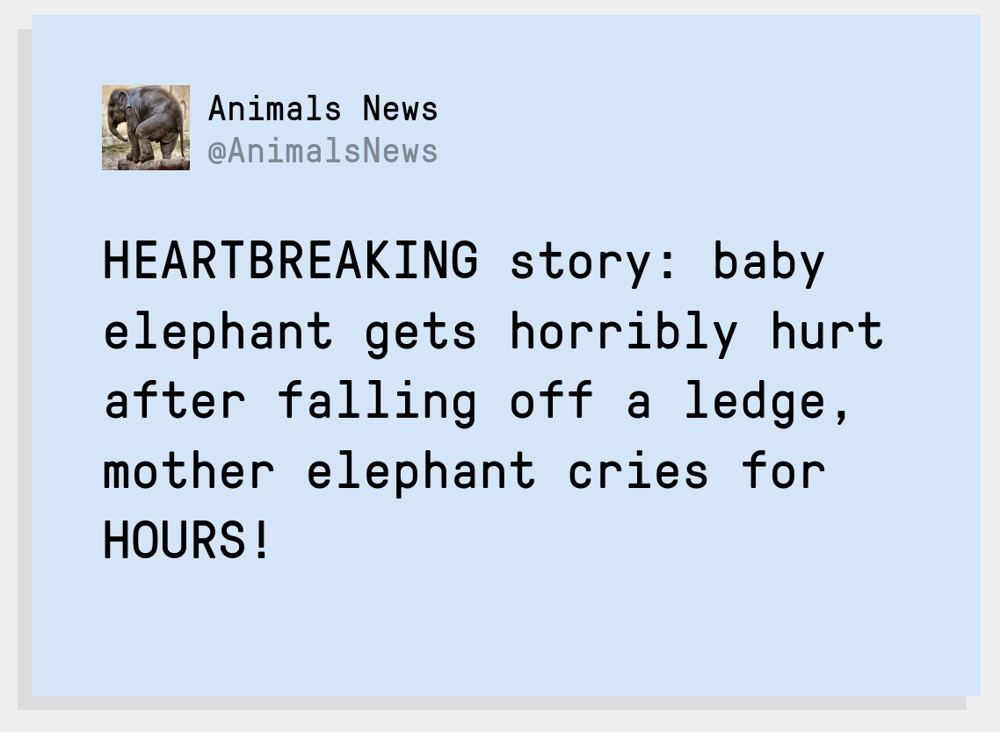 Animals News
@AnimalsNews
HEARTBREAKING story: baby
elephant gets horribly hurt
after falling off a ledge,
mother elephant cries for
HOURS!